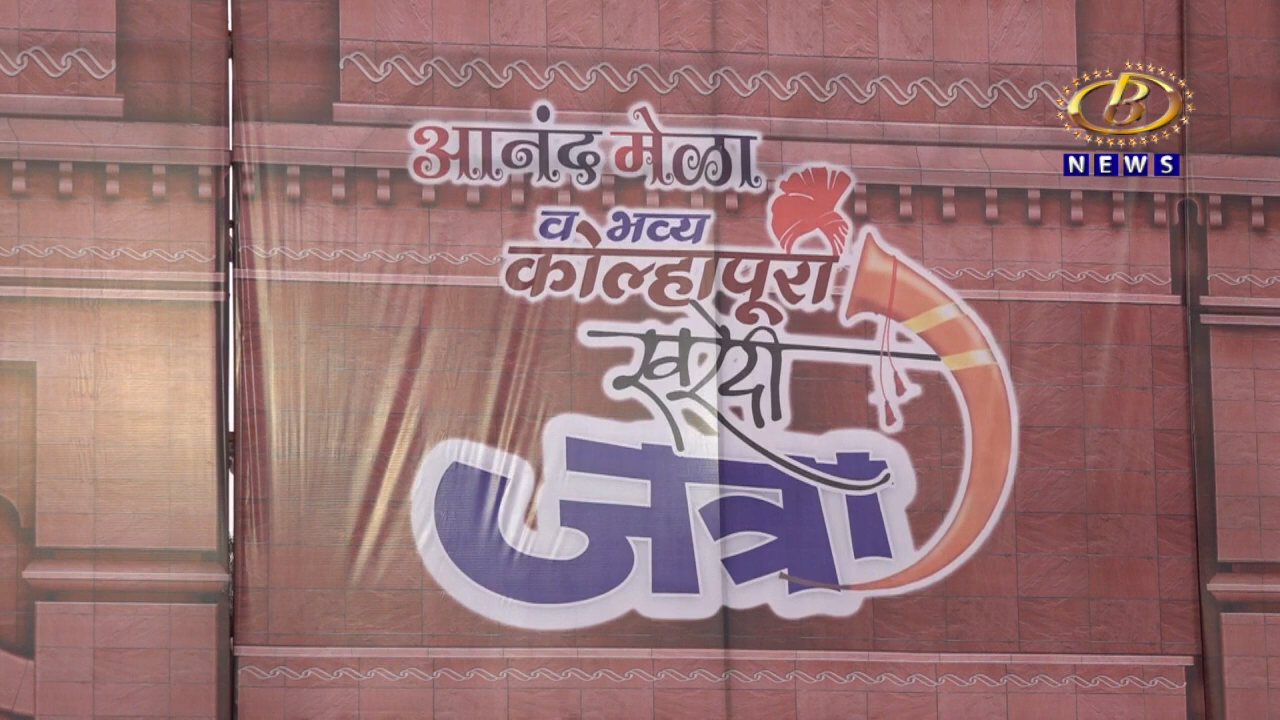 आनंद मेळा
व भव्य
कोल्हापूरी
खरेदी
जत्रा
B
NEWS